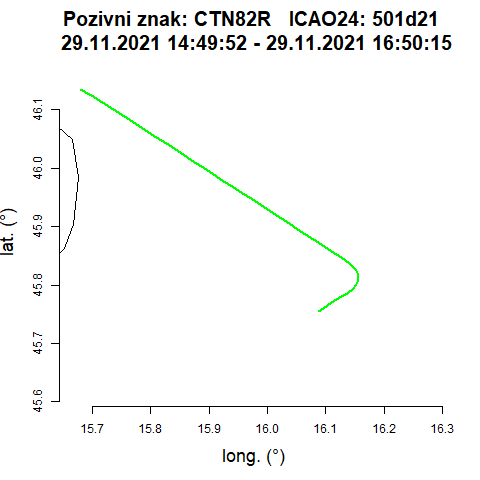 Pozivni znak: CTN82R   ICAO24: 501d21
29.11.2021 14:49:52 - 29.11.2021 16:50:15
46.1
46.0
45.9
45.8
45.7
45.6
lat. (°)
15.7 15.8 15.9 16.0 16.1 16.2 16.3
long. (°)